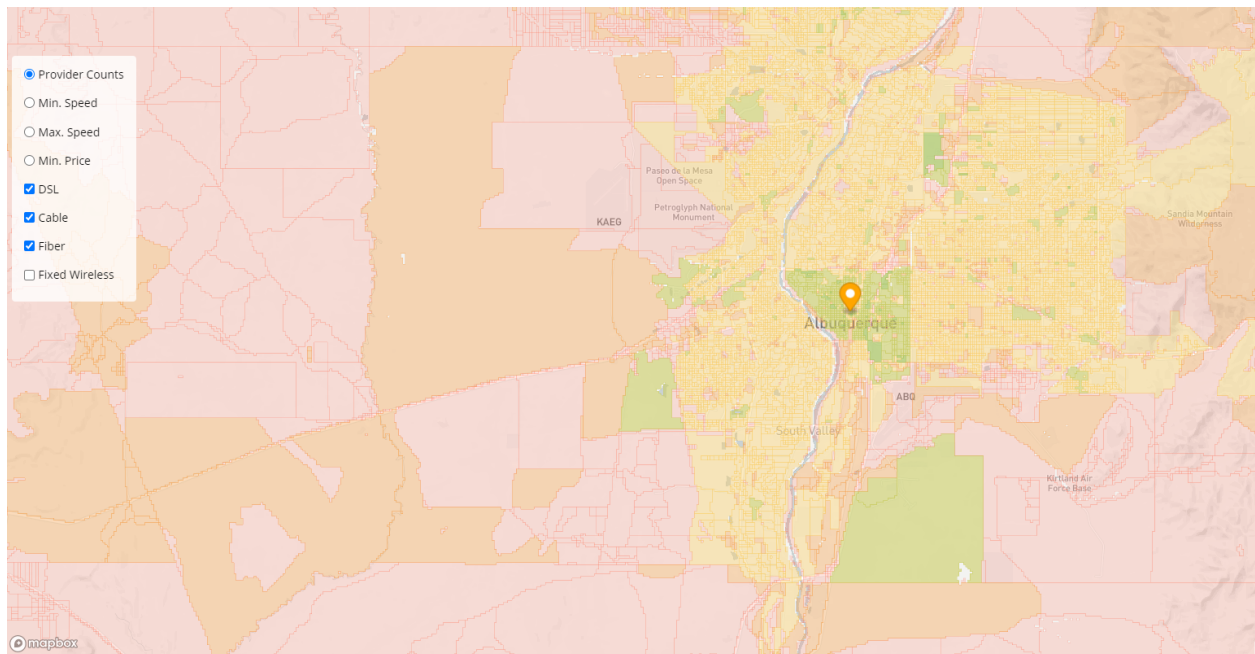 Provider Counts
Min. Speed
Max. Speed
Min. Price
DSL
Cable
Fiber
Fixed Wireless
Paseo de la Mesa
Open Space
Petroglyph National
Monument
KAEG
Sandia Mountain
Wilderness
Albuquerque
ABQ
South Valley
Kirtland Air
Force Base
mapbox